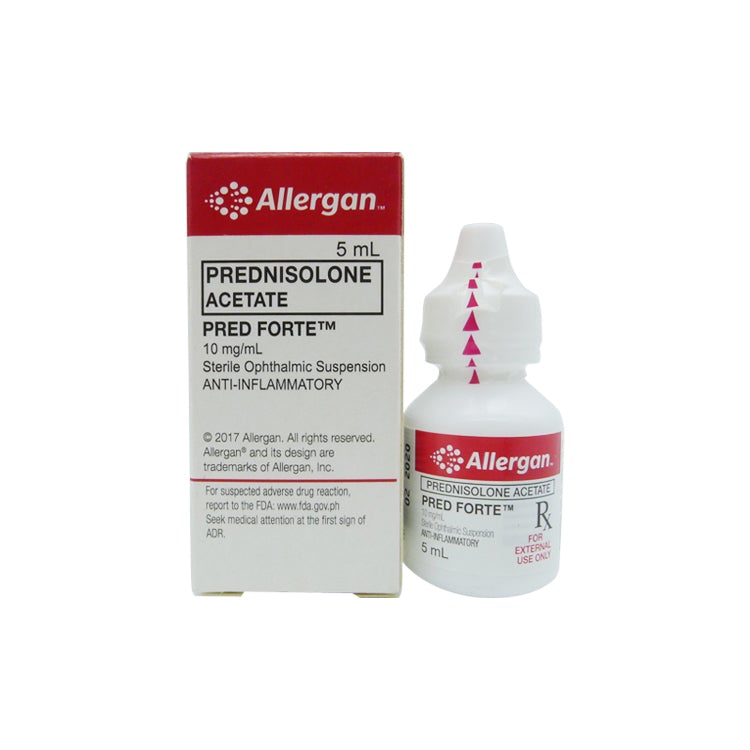 Allergan™
5 mL
PREDNISOLONE
ACETATE
PRED FORTE™
10 mg/mL
Sterile Ophthalmic Suspension
ANTI-INFLAMMATORY
© 2017 Allergan. All rights reserved.
Allergan® and its design are
trademarks of Allergan, Inc.
For suspected adverse drug reaction,
report to the FDA: www.fda.gov.ph
Seek medical attention at the first sign of
ADR.
Allergan™
PREDNISOLONE ACETATE
PRED FORTE™
10 mg/mL
Sterile Ophthalmic Suspension
ANTI-INFLAMMATORY
5 mL
Rx
FOR
EXTERNAL
USE ONLY